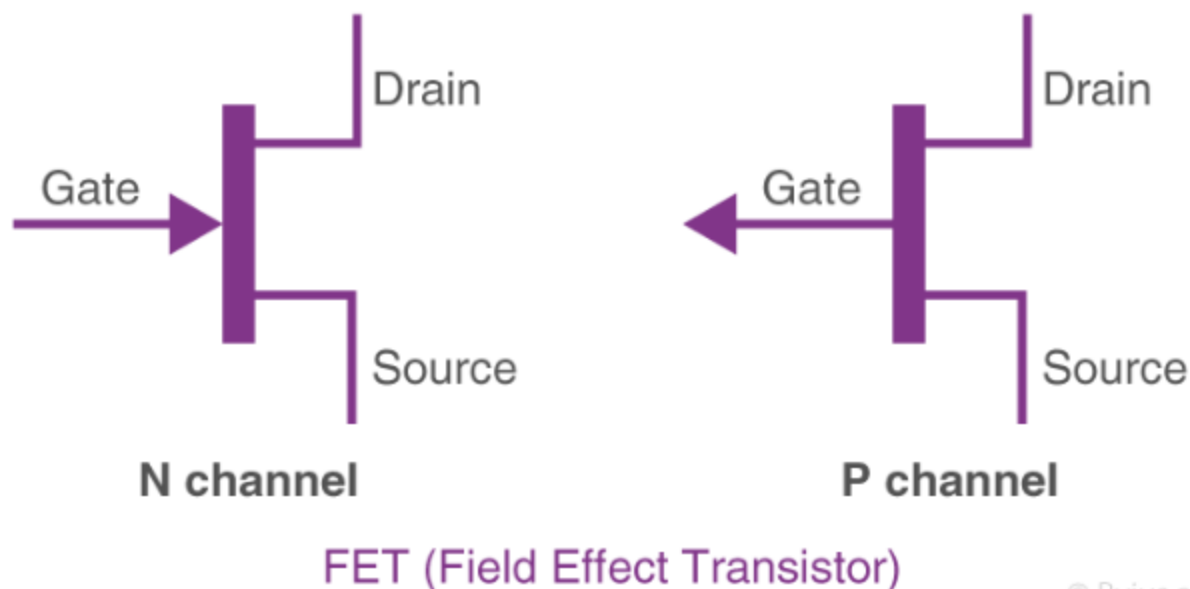 Drain
Drain
Gate
Gate
Source
Source
N channel
P channel
FET (Field Effect Transistor)